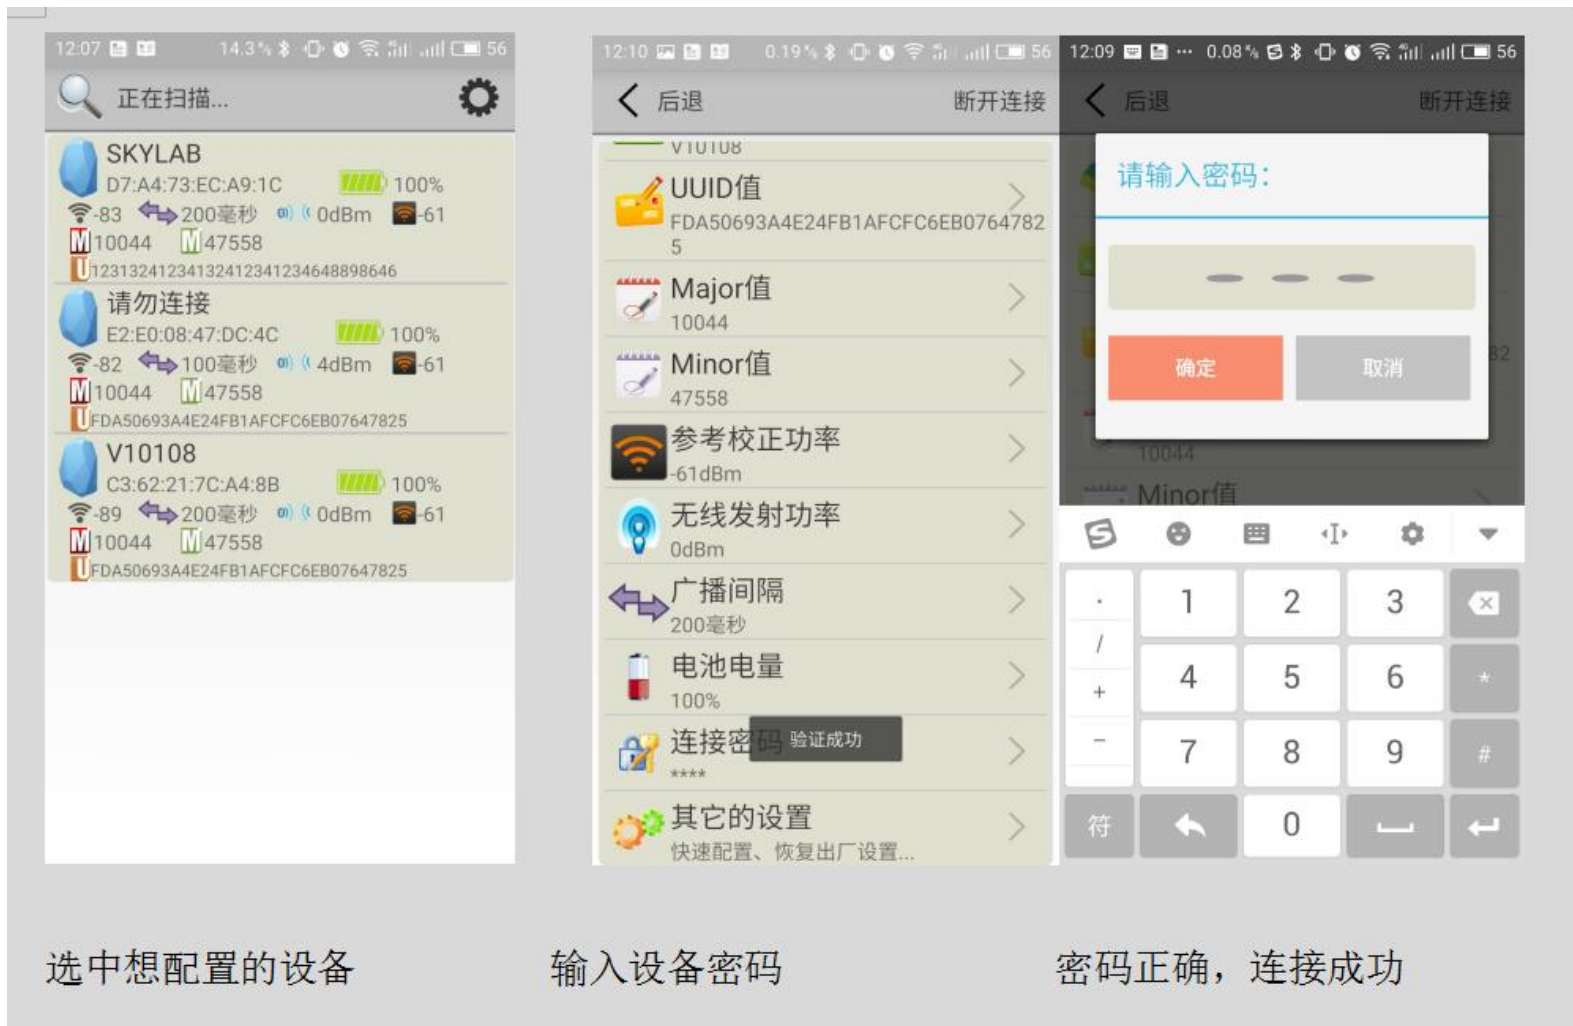 12:07 14.3% 56
正在扫描...
SKYLAB
D7:A4:73:EC:A9:1C 100%
-83 200毫秒 0dBm -61
M 10044 M 47558
U 12313241234132412341234648898646
请勿连接
E2:E0:08:47:DC:4C 100%
-82 100毫秒 4dBm -61
M 10044 M 47558
U FDA50693A4E24FB1AFCFC6EB07647825
V10108
C3:62:21:7C:A4:8B 100%
-89 200毫秒 0dBm -61
M 10044 M 47558
U FDA50693A4E24FB1AFCFC6EB07647825
12:10 0.19% 56
后退 断开连接
V10108
UUID值
FDA50693A4E24FB1AFCFC6EB0764782
5
Major值
10044
Minor值
47558
参考校正功率
-61dBm
无线发射功率
0dBm
广播间隔
200毫秒
电池电量
100%
连接密码
验证成功
****
其它的设置
快速配置、恢复出厂设置...
12:09 ... 0.08% 56
后退 断开连接
请输入密码:
确定 取消
82
10044
Minor值
. 1 2 3
/
4 5 6 *
+
- 7 8 9 #
符 0
选中想配置的设备
输入设备密码
密码正确，连接成功